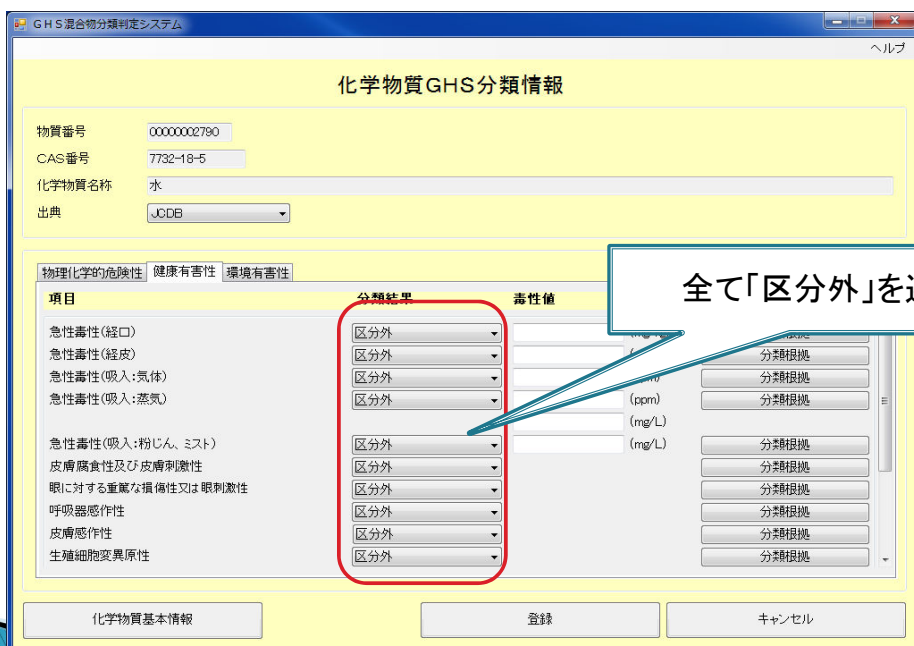 GHS混合物分類判定システム
ヘルプ
化学物質GHS分類情報
物質番号 00000002790
CAS番号 7732-18-5
化学物質名称 水
出典 JCDB
物理化学的危険性 健康有害性 環境有害性
項目 分類結果 毒性値
全て「区分外」を
急性毒性(経口) 区分外
急性毒性(経皮) 区分外 分類根拠
急性毒性(吸入:気体) 区分外 分類根拠
急性毒性(吸入:蒸気) 区分外 (ppm) 分類根拠
(mg/L)
急性毒性(吸入:粉じん、ミスト) 区分外 (mg/L) 分類根拠
皮膚腐食性及び皮膚刺激性 区分外 分類根拠
眼に対する重篤な損傷性又は眼刺激性 区分外 分類根拠
呼吸器感作性 区分外 分類根拠
皮膚感作性 区分外 分類根拠
生殖細胞変異原性 区分外 分類根拠
化学物質基本情報 登録 キャンセル